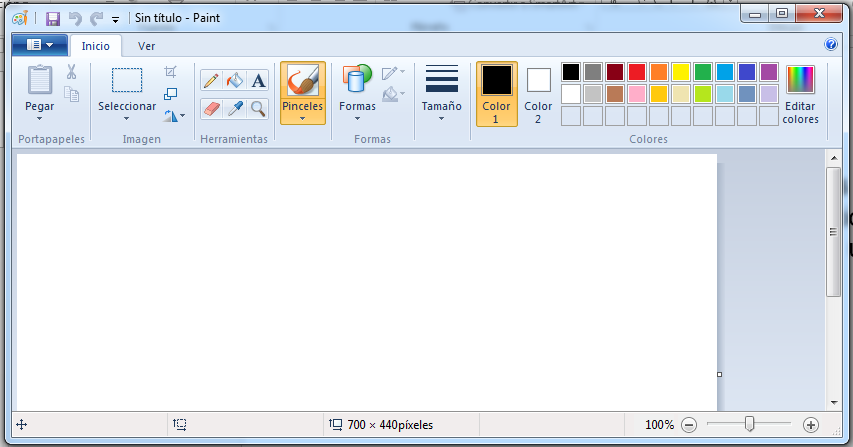 Sin título - Paint
Inicio Ver
Pegar
Seleccionar
A
Pinceles
Formas
Tamaño
Color
1
Color
2
Editar
colores
Portapapeles
Imagen
Herramientas
Formas
Colores
700 × 440píxeles
100%